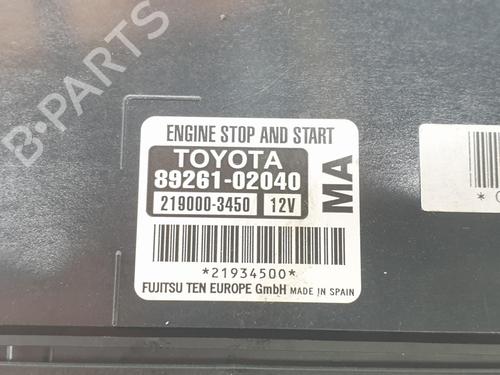 B-PARTS
ENGINE STOP AND START
TOYOTA
89261-02040
219000-3450 12V
MA
*21934500*
FUJITSU TEN EUROPE GmbH MADE IN SPAIN